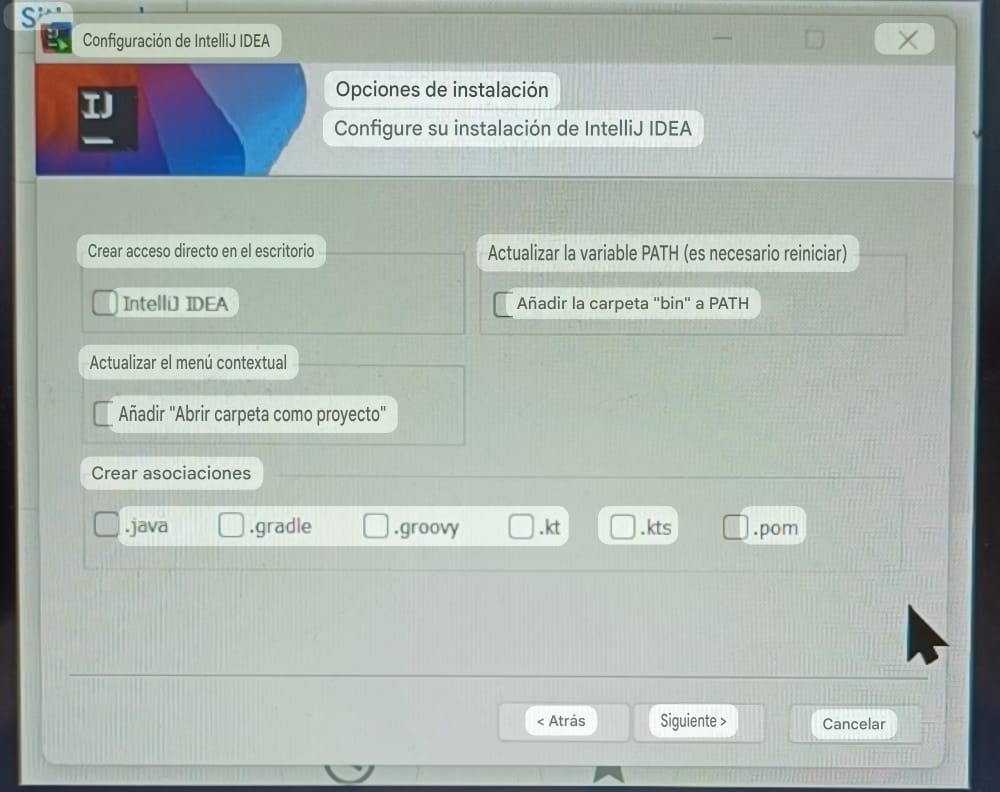 Configuración de IntelliJ IDEA
IJ
Opciones de instalación
Configure su instalación de IntelliJ IDEA
Crear acceso directo en el escritorio
IntelliJ IDEA
Actualizar la variable PATH (es necesario reiniciar)
Añadir la carpeta "bin" a PATH
Actualizar el menú contextual
Añadir "Abrir carpeta como proyecto"
Crear asociaciones
.java .gradle .groovy .kt .kts .pom
< Atrás Siguiente > Cancelar